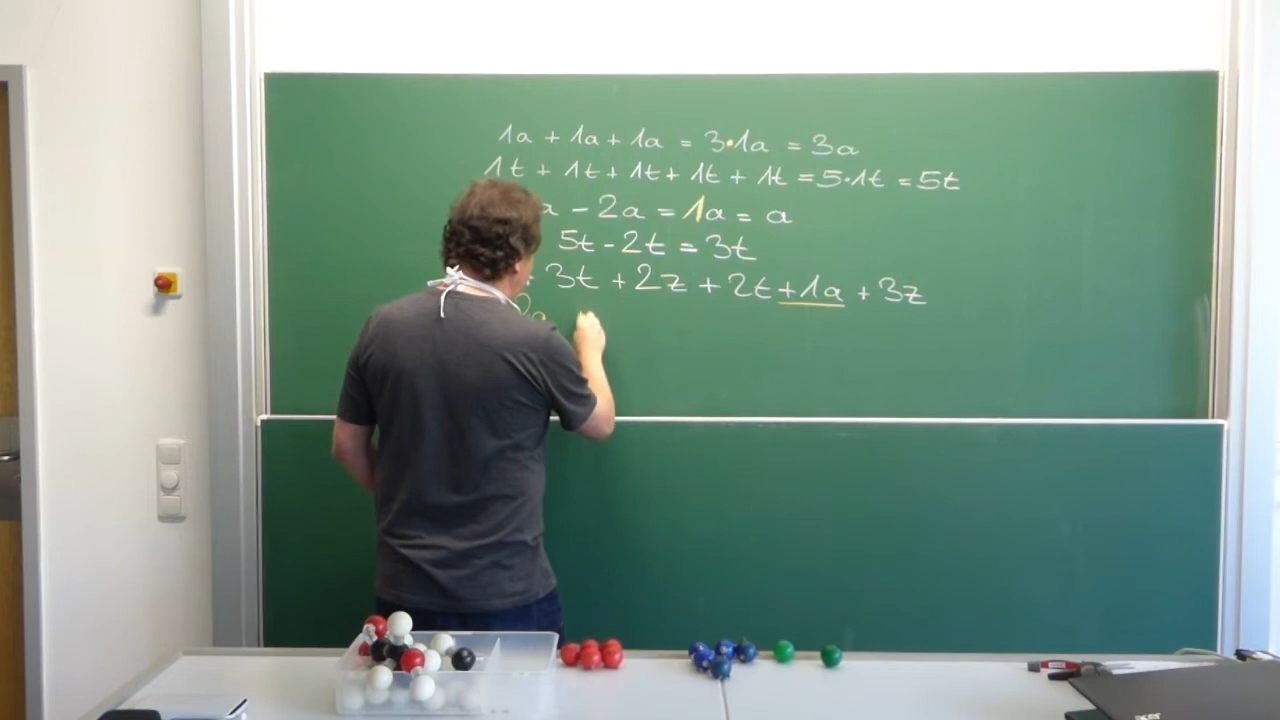 1a + 1a + 1a = 3·1a = 3a
1t + 1t + 1t + 1t + 1t = 5·1t = 5t
a - 2a = 1a = a
5t - 2t = 3t
3t + 2z + 2t + 1a + 3z
acer